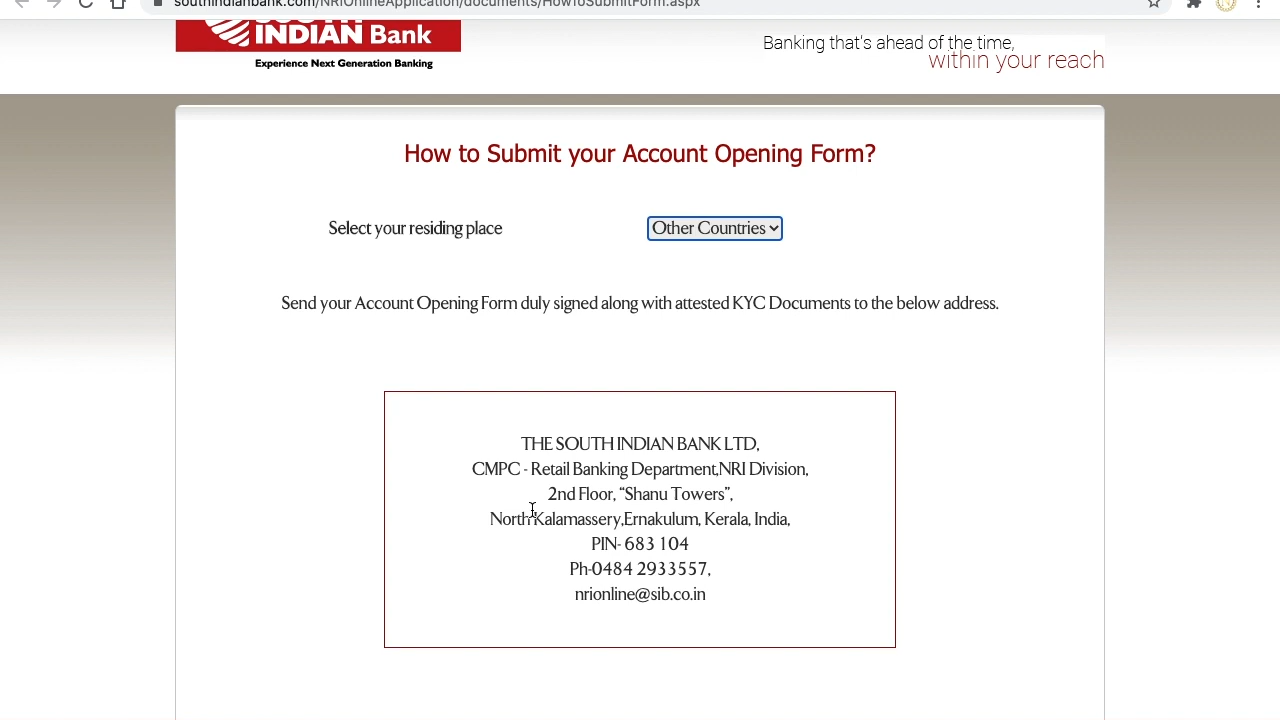 southindianbank.com/NRIOnlineApplication/documents/HowToSubmitForm.aspx
SOUTH
INDIAN Bank
Experience Next Generation Banking
Banking that's ahead of the time,
within your reach
How to Submit your Account Opening Form?
Select your residing place
Other Countries
Send your Account Opening Form duly signed along with attested KYC Documents to the below address.
THE SOUTH INDIAN BANK LTD,
CMPC - Retail Banking Department,NRI Division,
2nd Floor, “Shanu Towers”,
North Kalamassery,Ernakulum, Kerala, India,
PIN- 683 104
Ph-0484 2933557,
nrionline@sib.co.in